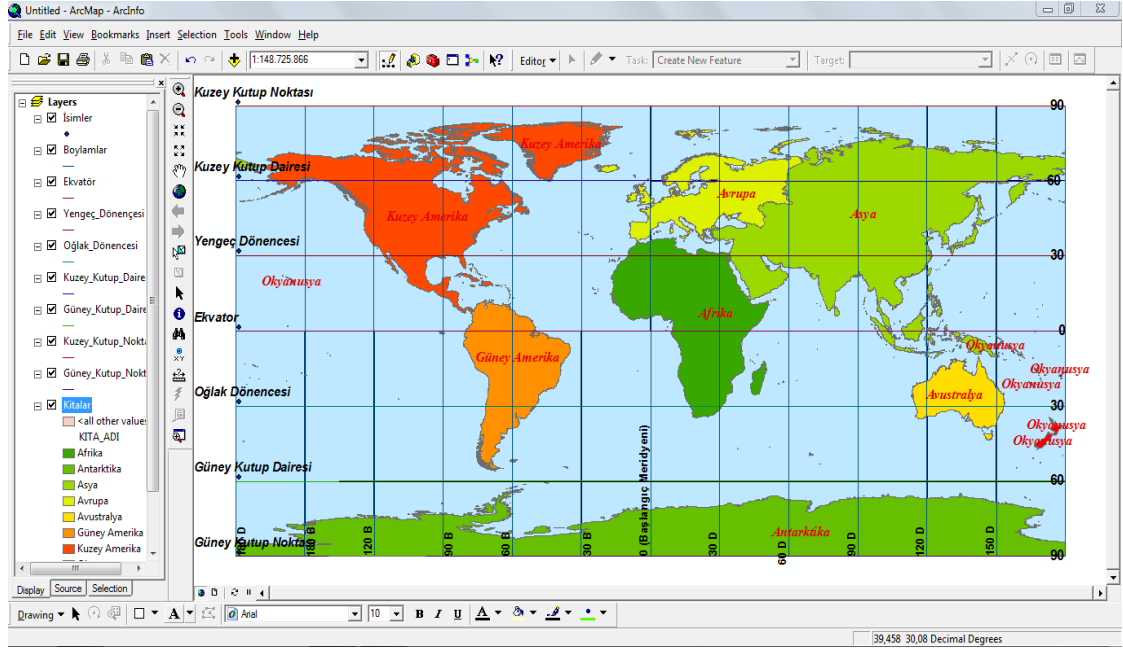 Untitled - ArcMap - ArcInfo
File Edit View Bookmarks Insert Selection Tools Window Help
1:148.725.866 Editor Task: Create New Feature Target:
Layers
İsimler
Boylamlar
Ekvatör
Yengeç_Dönençesi
Oğlak_Döncesi
Kuzey_Kutup_Daire
Güney_Kutup_Daire
Kuzey_Kutup_Nokt
Güney_Kutup_Nokt
Kitalar
<all other values
KITA_ADI
Afrika
Antarktika
Asya
Avrupa
Avustralya
Güney Amerika
Kuzey Amerika
Display Source Selection
Kuzey Kutup Noktası 90
Kuzey Amerika
Kuzey Kutup Dairesi 60
Avrupa
Kuzey Amerika Asya
Yengeç Dönencesi 30
Okyanusya
Afrika
Ekvator 0
Okyanusya
Güney Amerika
Okyanusya
Okyanusya
Oğlak Dönencesi Avustralya
30
Okyanusya
Okyanusya
Güney Kutup Dairesi 60
0 (Başlangıç Meridyeni)
Antarktika
Güney Kutup Noktası 90
180 D 180 B 120 B 90 B 60 B 30 B 30 D 60 D 90 D 120 D 150 D
Drawing A Arial 10 B I U A
39,458 30,08 Decimal Degrees